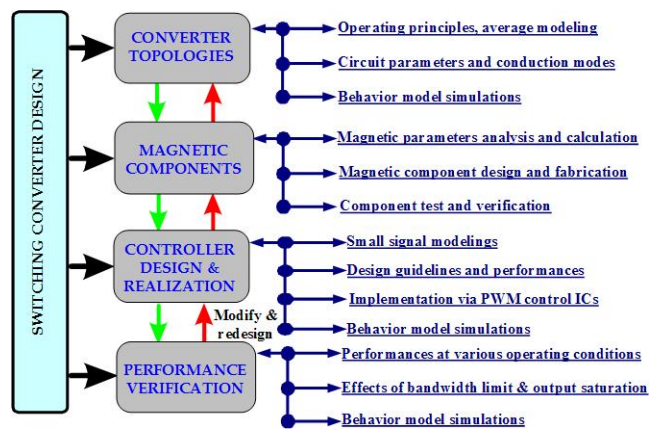 SWITCHING CONVERTER DESIGN
CONVERTER
TOPOLOGIES
Operating principles, average modeling
Circuit parameters and conduction modes
Behavior model simulations
MAGNETIC
COMPONENTS
Magnetic parameters analysis and calculation
Magnetic component design and fabrication
Component test and verification
CONTROLLER
DESIGN &
REALIZATION
Small signal modelings
Design guidelines and performances
Implementation via PWM control ICs
Behavior model simulations
Modify &
redesign
PERFORMANCE
VERIFICATION
Performances at various operating conditions
Effects of bandwidth limit & output saturation
Behavior model simulations